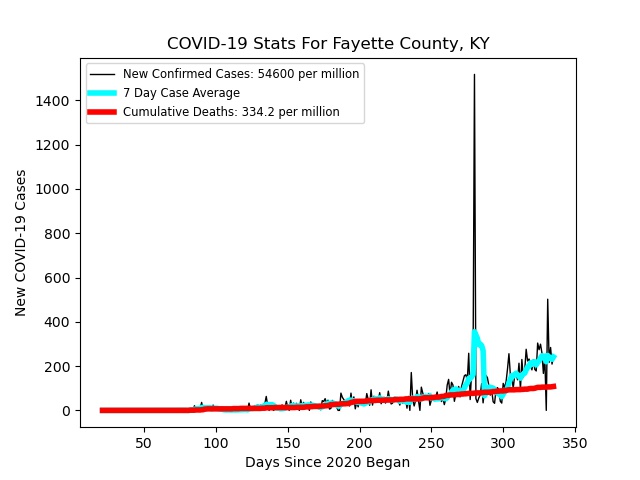 COVID-19 Stats For Fayette County, KY
New Confirmed Cases: 54600 per million
7 Day Case Average
Cumulative Deaths: 334.2 per million
New COVID-19 Cases
1400
1200
1000
800
600
400
200
0
50 100 150 200 250 300 350
Days Since 2020 Began